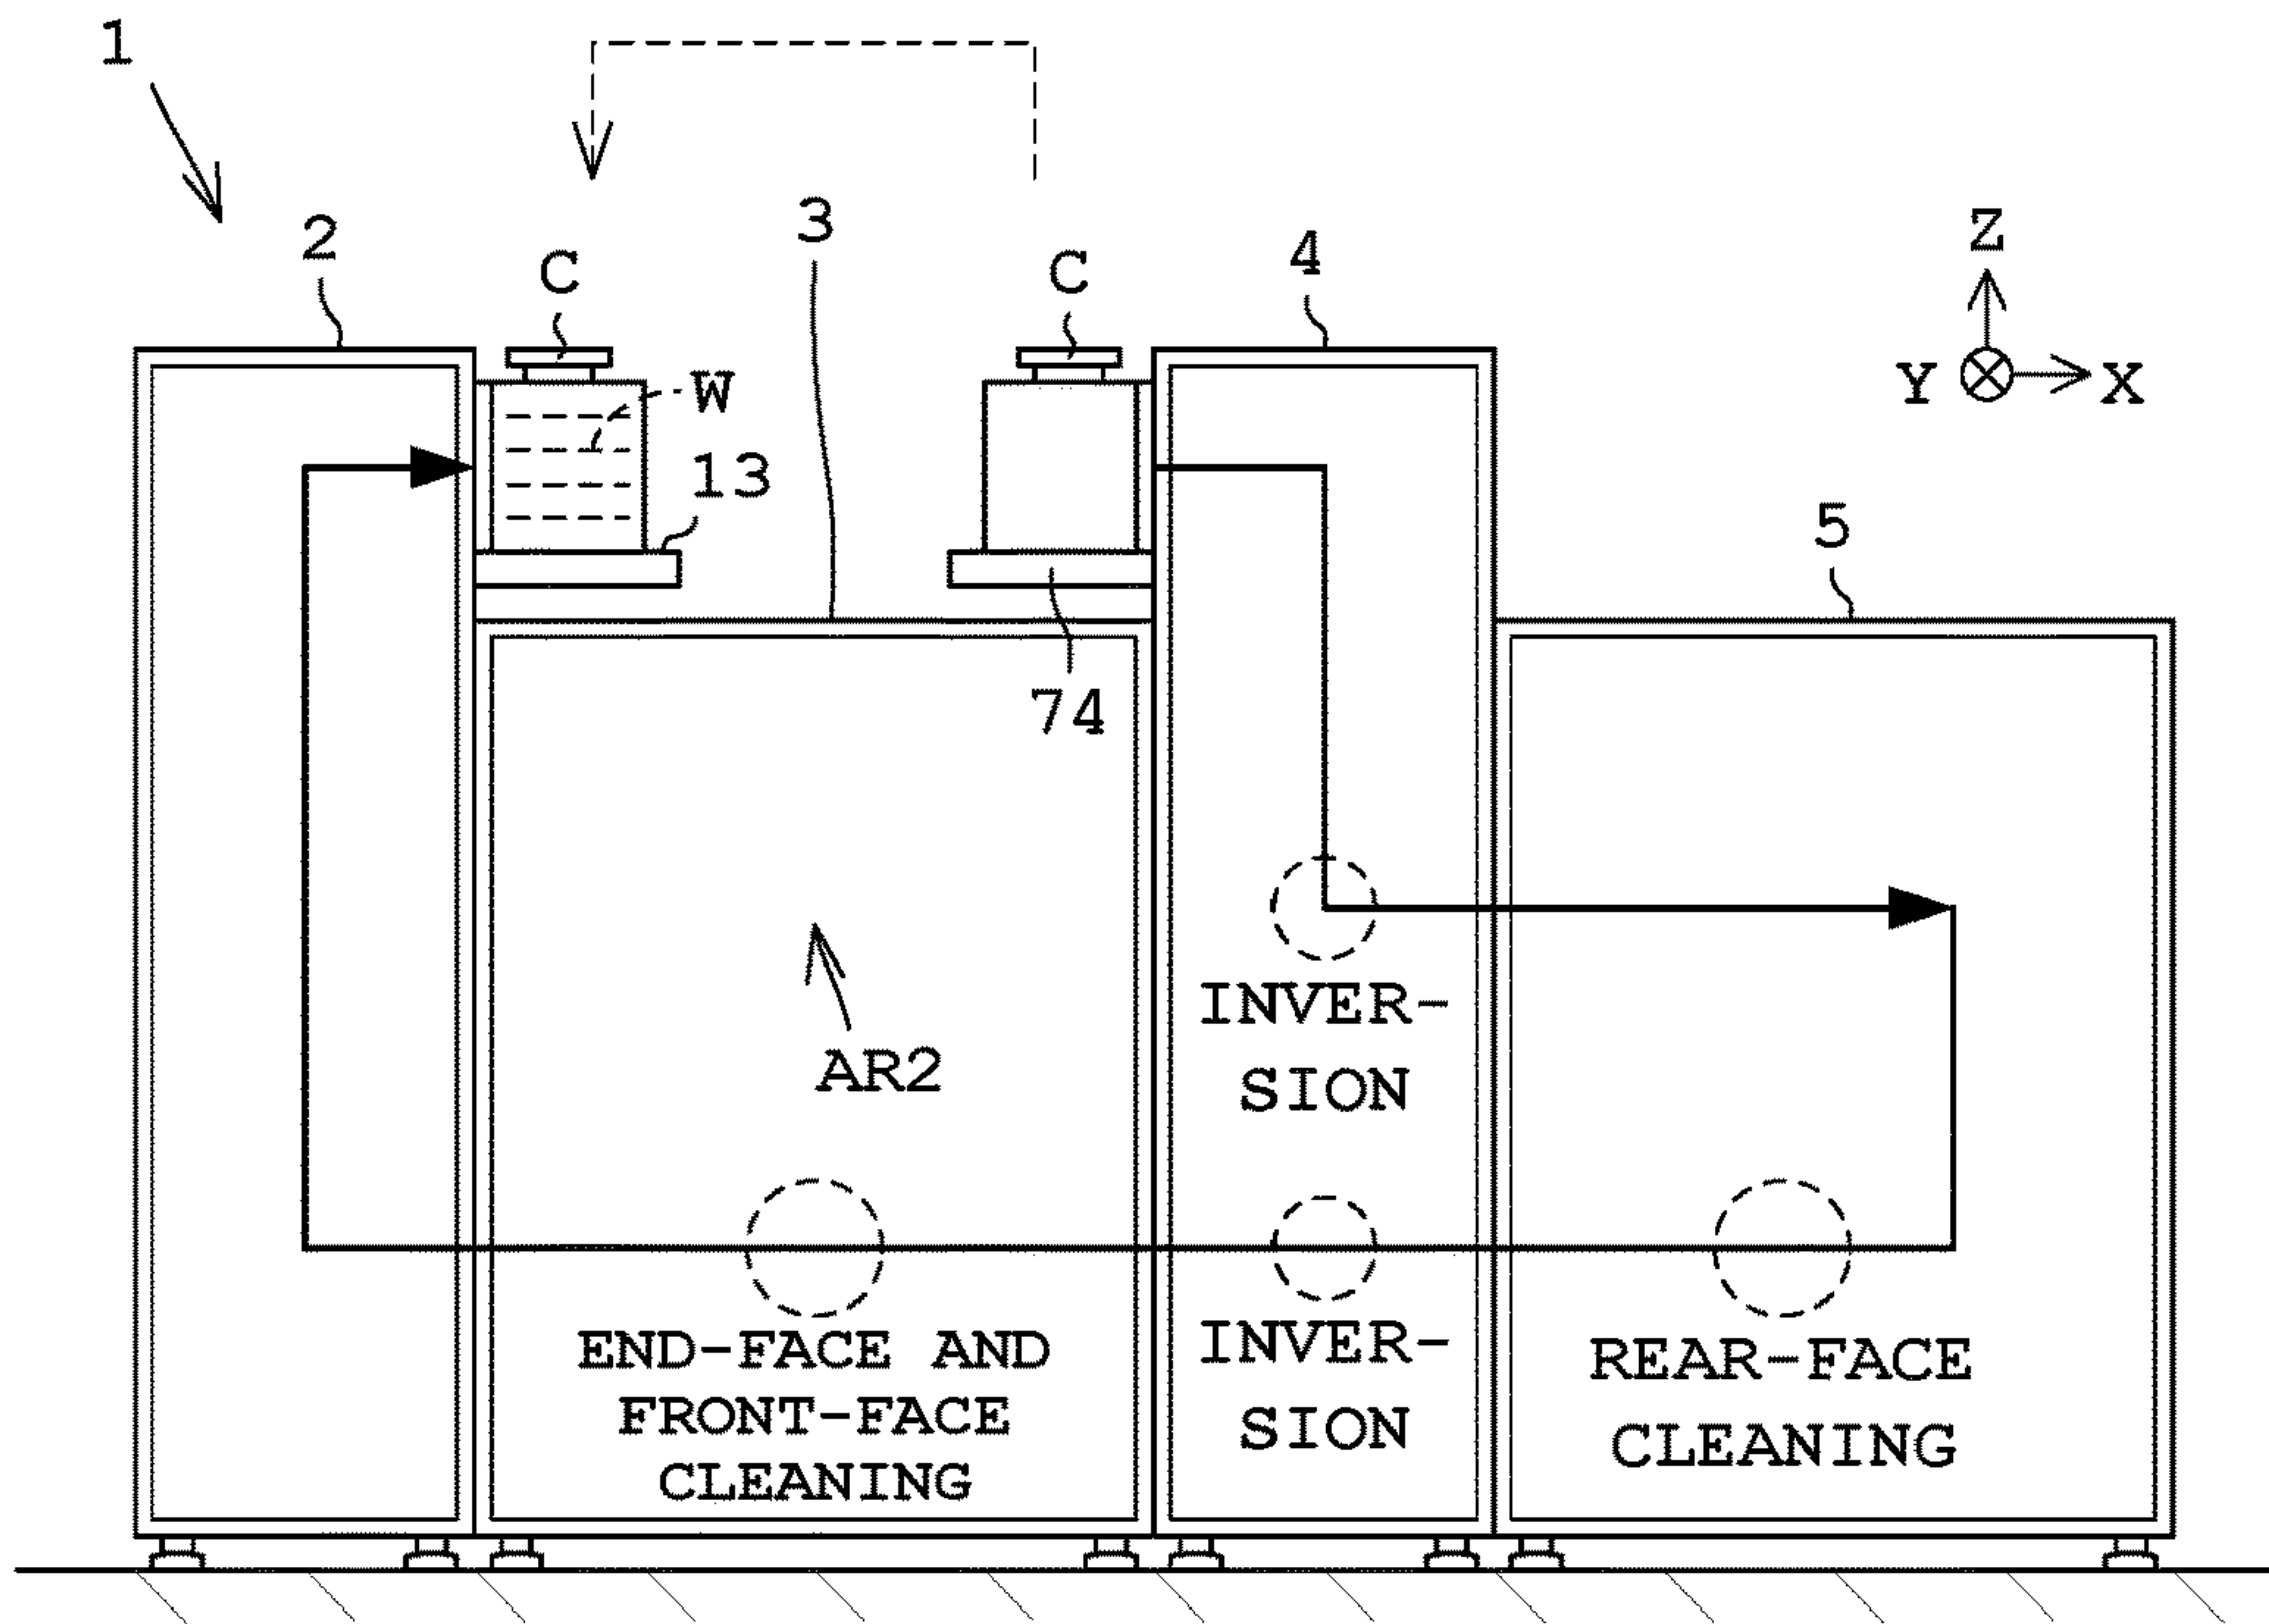 1
2
C
3
C
4
Z
Y
X
W
13
5
74
INVER-
SION
AR2
END-FACE AND
FRONT-FACE
CLEANING
INVER-
SION
REAR-FACE
CLEANING